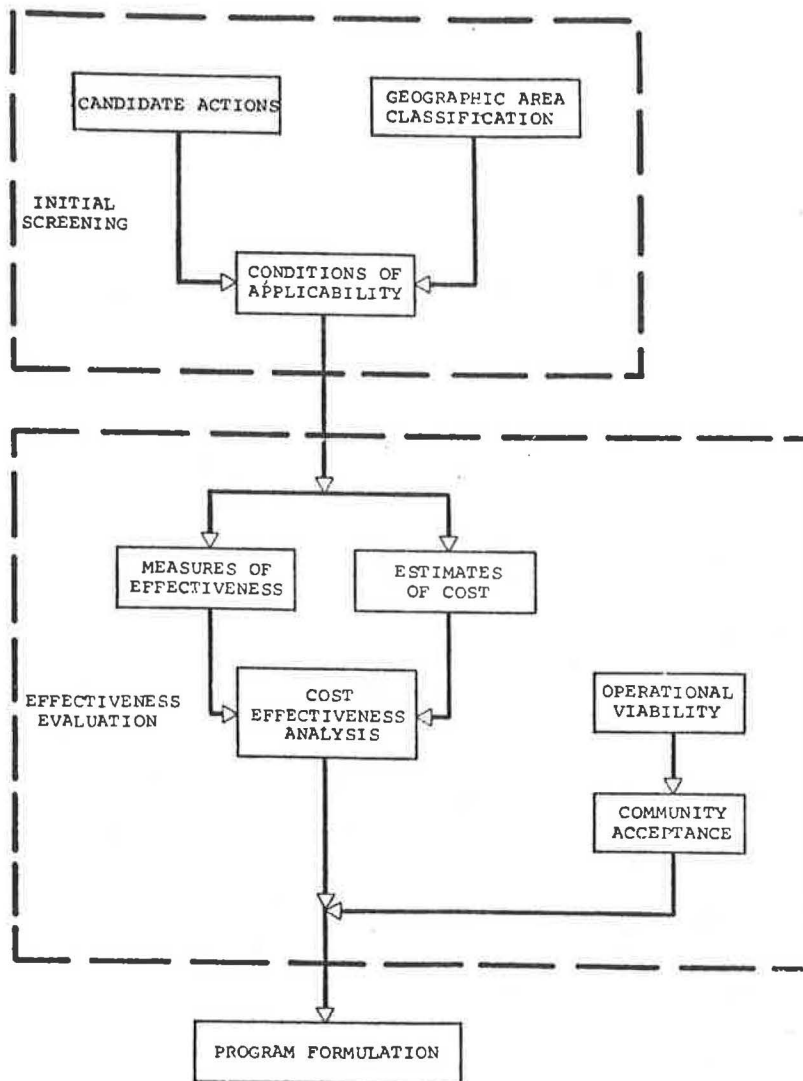 CANDIDATE ACTIONS
GEOGRAPHIC AREA
CLASSIFICATION
INITIAL
SCREENING
CONDITIONS OF
APPLICABILITY
MEASURES OF
EFFECTIVENESS
ESTIMATES
OF COST
EFFECTIVENESS
EVALUATION
COST
EFFECTIVENESS
ANALYSIS
OPERATIONAL
VIABILITY
COMMUNITY
ACCEPTANCE
PROGRAM FORMULATION